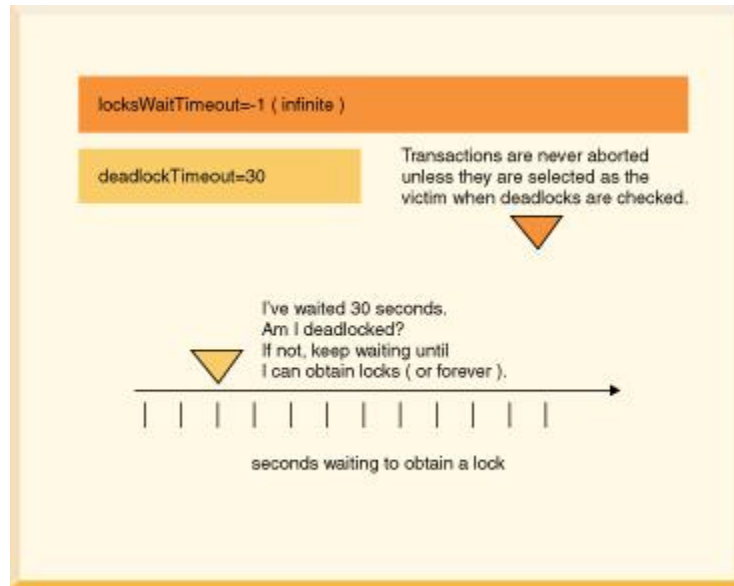 locksWaitTimeout=-1 ( infinite )
deadlockTimeout=30
Transactions are never aborted
unless they are selected as the
victim when deadlocks are checked.
I've waited 30 seconds.
Am I deadlocked?
If not, keep waiting until
I can obtain locks ( or forever ).
seconds waiting to obtain a lock